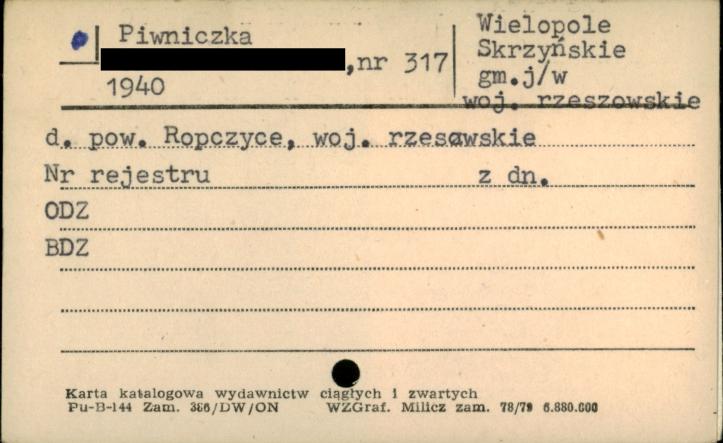 Piwniczka
,nr 317
1940
Wielopole
Skrzyńskie
gm.j/w
woj. rzeszowskie
d. pow. Ropczyce, woj. rzesawskie
Nr rejestru z dn.
ODZ
BDZ
Karta katalogowa wydawnictw ciągłych i zwartych
Pu-B-144 Zam. 386/DW/ON WZGraf. Milicz zam. 78/79 6.880.000